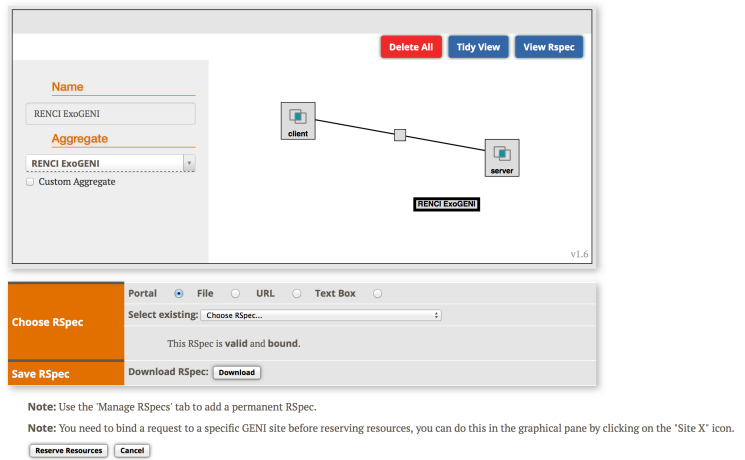 Delete All Tidy View View Rspec
Name
RENCI ExoGENI
Aggregate
RENCI ExoGENI
Custom Aggregate
client
server
RENCI ExoGENI
v1.6
Choose RSpec
Portal File URL Text Box
Select existing: Choose RSpec...
This RSpec is valid and bound.
Save RSpec
Download RSpec: Download
Note: Use the 'Manage RSpecs' tab to add a permanent RSpec.
Note: You need to bind a request to a specific GENI site before reserving resources, you can do this in the graphical pane by clicking on the "Site X" icon.
Reserve Resources Cancel